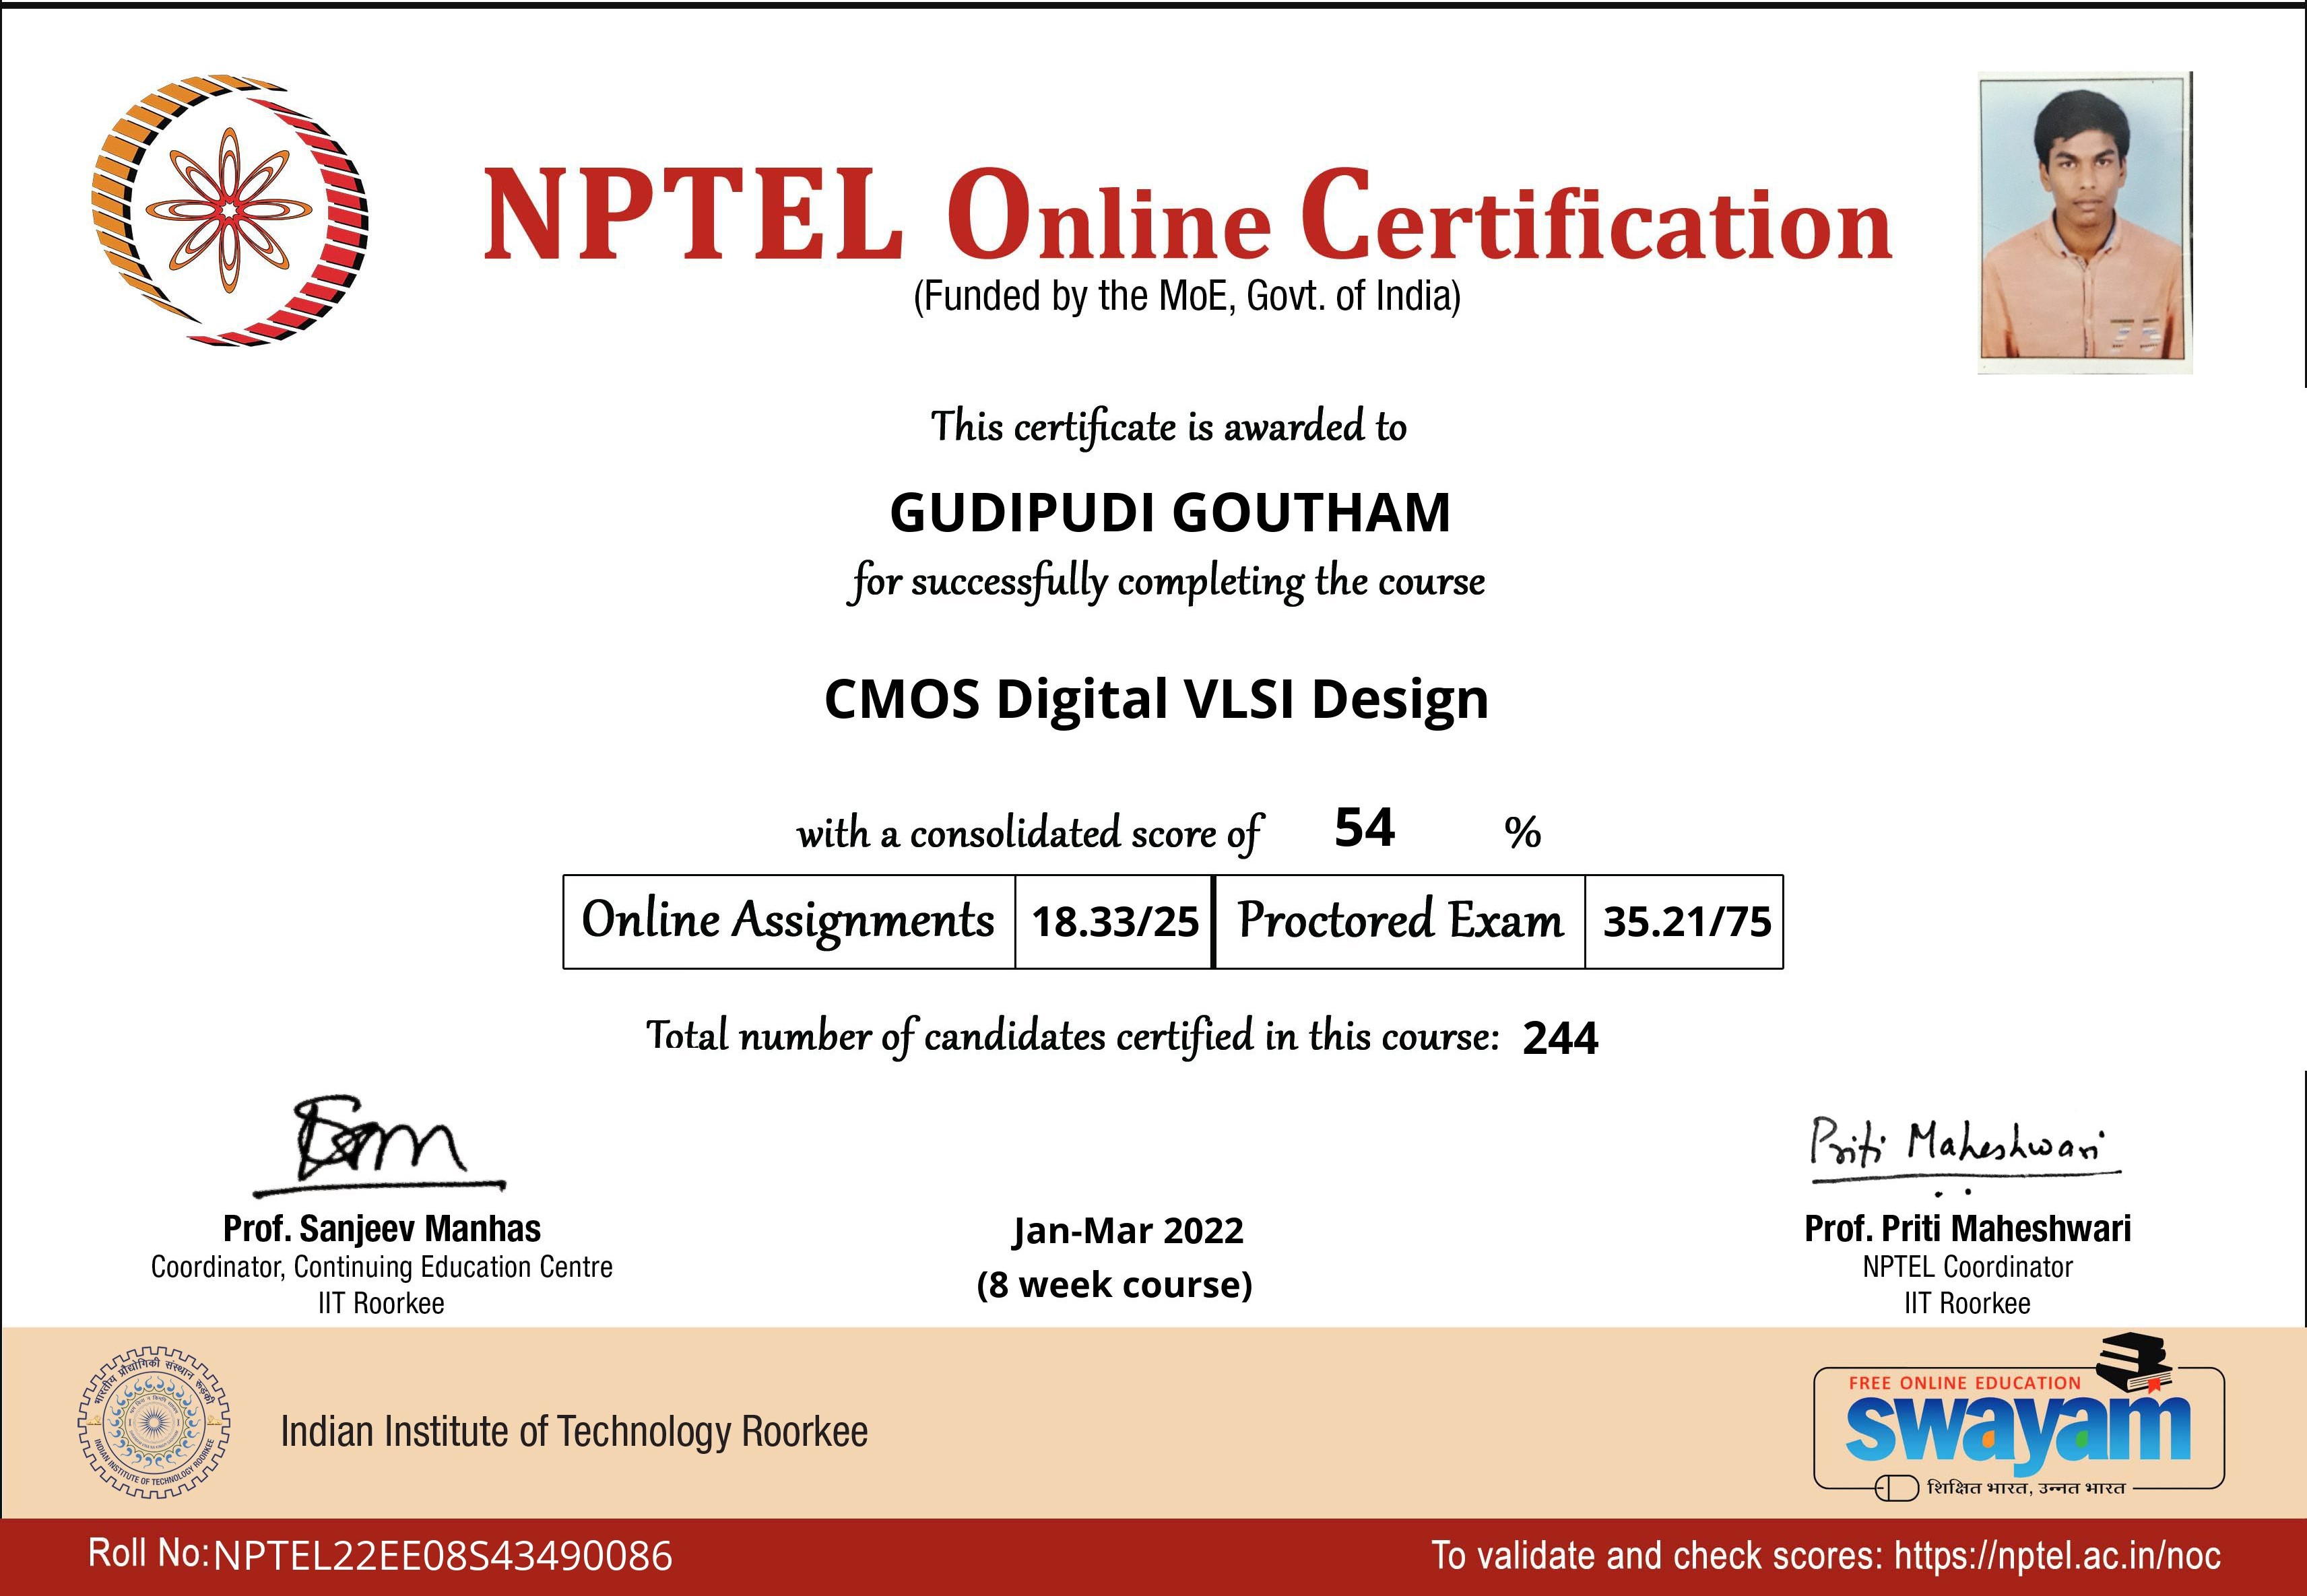 NPTEL Online Certification
(Funded by the MoE, Govt. of India)
This certificate is awarded to
GUDIPUDI GOUTHAM
for successfully completing the course
CMOS Digital VLSI Design
with a consolidated score of 54 %
Online Assignments 18.33/25 Proctored Exam 35.21/75
Total number of candidates certified in this course: 244
Priti Maheshwari
Prof. Sanjeev Manhas
Coordinator, Continuing Education Centre
IIT Roorkee
Jan-Mar 2022
(8 week course)
Prof. Priti Maheshwari
NPTEL Coordinator
IIT Roorkee
भारतीय प्रौद्योगिकी संस्थान रूड़की
INDIAN INSTITUTE OF TECHNOLOGY ROORKEE
Indian Institute of Technology Roorkee
FREE ONLINE EDUCATION
swayam
शिक्षित भारत, उन्नत भारत
Roll No:NPTEL22EE08S43490086
To validate and check scores: https://nptel.ac.in/noc